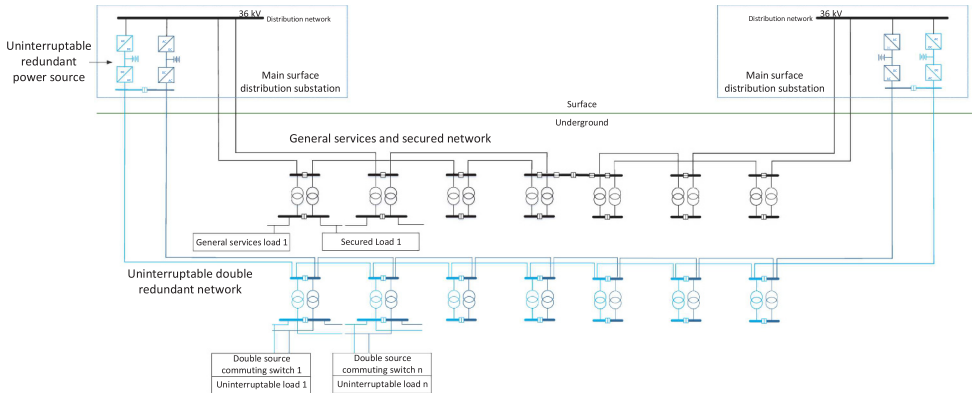 36 kV
Distribution network
Uninterruptable
redundant
power source
Main surface
distribution substation
36 kV
Distribution network
Main surface
distribution substation
Surface
Underground
General services and secured network
General services load 1
Secured Load 1
Uninterruptable double
redundant network
Double source
commuting switch 1
Uninterruptable load 1
Double source
commuting switch n
Uninterruptable load n